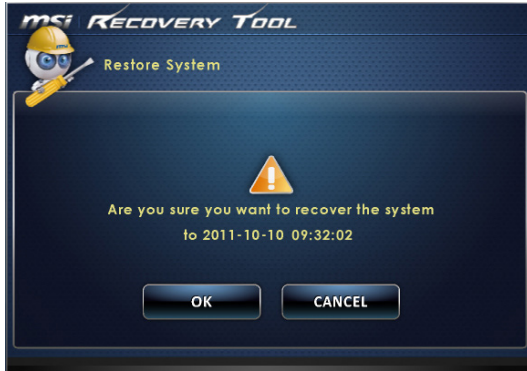 msi RECOVERY TOOL
Restore System
Are you sure you want to recover the system
to 2011-10-10 09:32:02
OK
CANCEL